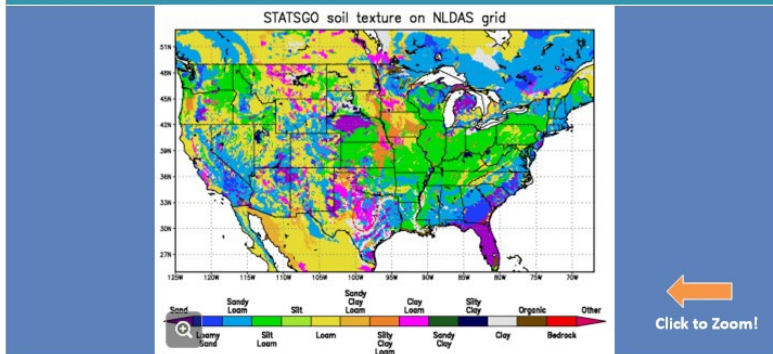 STATSGO soil texture on NLDAS grid
51N
48N
45N
42N
39N
36N
33N
30N
27N
125W 120W 115W 110W 105W 100W 95W 90W 85W 80W 75W 70W
Sand
Sandy
Loam
Silt
Sandy
Clay
Loam
Clay
Loam
Silty
Clay
Organic
Other
Loamy
Sand
Silt
Loam
Loam
Silty
Clay
Loam
Sandy
Clay
Clay
Bedrock
Click to Zoom!